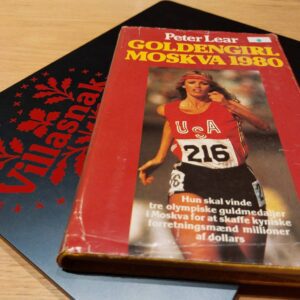 Peter Lear
GOLDENGIRL
MOSKVA 1980
USA
216
Hun skal vinde
tre olympiske guldmedaljer
i Moskva for at skaffe kyniske
forretningsmænd millioner
af dollars
Villasnak